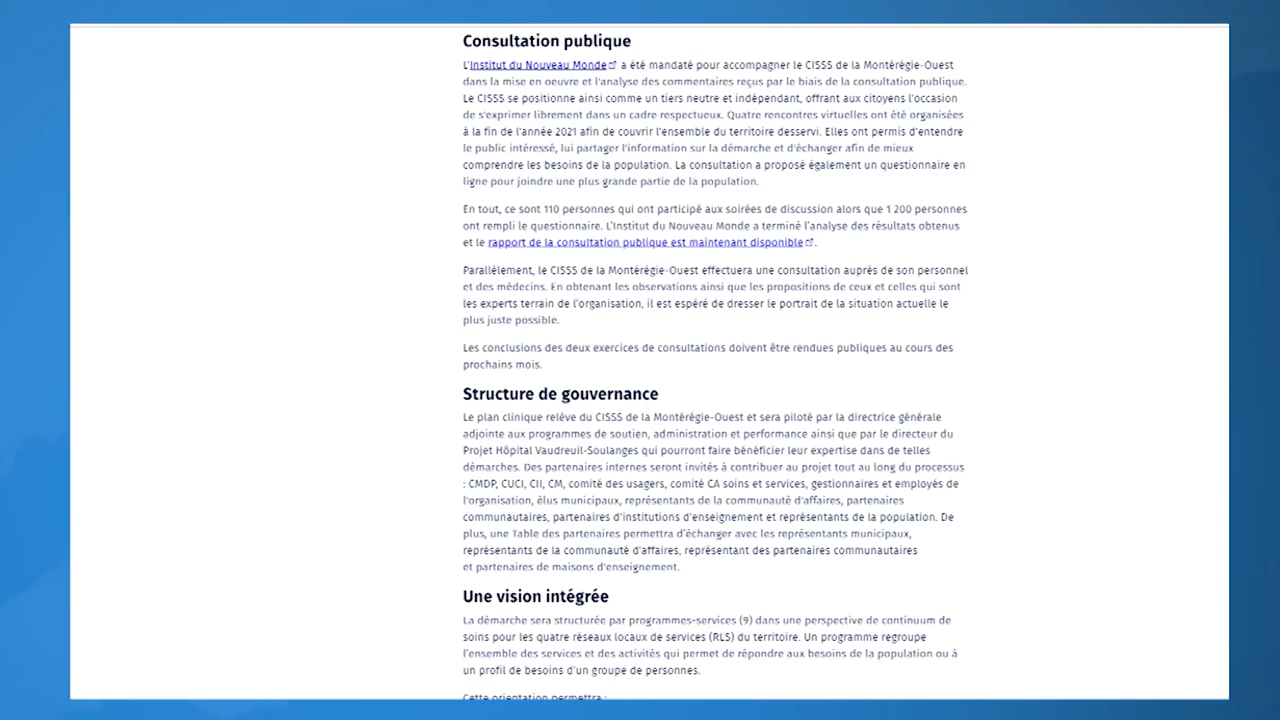 Consultation publique
L'Institut du Nouveau Monde a été mandaté pour accompagner le CISSS de la Montérégie-Ouest
dans la mise en oeuvre et l'analyse des commentaires reçus par le biais de la consultation publique.
Le CISSS se positionne ainsi comme un tiers neutre et indépendant, offrant aux citoyens l'occasion
de s'exprimer librement dans un cadre respectueux. Quatre rencontres virtuelles ont été organisées
à la fin de l'année 2021 afin de couvrir l'ensemble du territoire desservi. Elles ont permis d'entendre
le public intéressé, lui partager l'information sur la démarche et d'échanger afin de mieux
comprendre les besoins de la population. La consultation a proposé également un questionnaire en
ligne pour joindre une plus grande partie de la population.
En tout, ce sont 110 personnes qui ont participé aux soirées de discussion alors que 1 200 personnes
ont rempli le questionnaire. L'Institut du Nouveau Monde a terminé l'analyse des résultats obtenus
et le rapport de la consultation publique est maintenant disponible.
Parallèlement, le CISSS de la Montérégie-Ouest effectuera une consultation auprès de son personnel
et des médecins. En obtenant les observations ainsi que les propositions de ceux et celles qui sont
les experts terrain de l'organisation, il est espéré de dresser le portrait de la situation actuelle le
plus juste possible.
Les conclusions des deux exercices de consultations doivent être rendues publiques au cours des
prochains mois.
Structure de gouvernance
Le plan clinique relève du CISSS de la Montérégie-Ouest et sera piloté par la directrice générale
adjointe aux programmes de soutien, administration et performance ainsi que par le directeur du
Projet Hôpital Vaudreuil-Soulanges qui pourront faire bénéficier leur expertise dans de telles
démarches. Des partenaires internes seront invités à contribuer au projet tout au long du processus
: CMDP, CUCI, CII, CM, comité des usagers, comité CA soins et services, gestionnaires et employés de
l'organisation, élus municipaux, représentants de la communauté d'affaires, partenaires
communautaires, partenaires d'institutions d'enseignement et représentants de la population. De
plus, une Table des partenaires permettra d'échanger avec les représentants municipaux,
représentants de la communauté d'affaires, représentant des partenaires communautaires
et partenaires de maisons d'enseignement.
Une vision intégrée
La démarche sera structurée par programmes-services (9) dans une perspective de continuum de
soins pour les quatre réseaux locaux de services (RLS) du territoire. Un programme regroupe
l'ensemble des services et des activités qui permet de répondre aux besoins de la population ou à
un profil de besoins d'un groupe de personnes.
Cette orientation permettra :